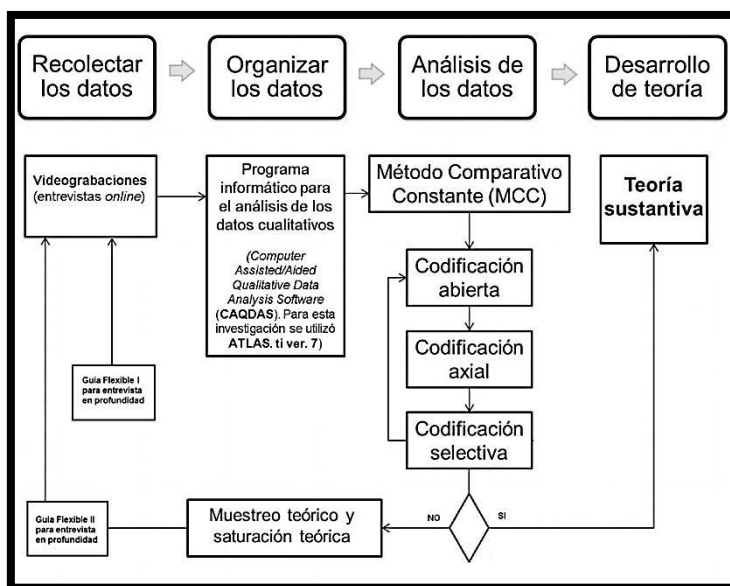 Recolectar
los datos
Organizar
los datos
Análisis de
los datos
Desarrollo
de teoría
Videograbaciones
(entrevistas online)
Programa
informático para
el análisis de los
datos cualitativos
(Computer
Assisted/Aided
Qualitative Data
Analysis Software
(CAQDAS). Para esta
investigación se utilizó
ATLAS. ti ver. 7)
Método Comparativo
Constante (MCC)
Teoría
sustantiva
Codificación
abierta
Codificación
axial
Codificación
selectiva
Guia Flexible I
para entrevista
en profundidad
Guia Flexible II
para entrevista
en profundidad
Muestreo teórico y
saturación teórica
NO
SI